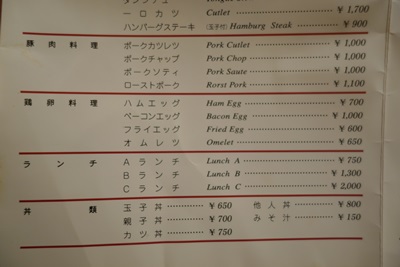 一口カツ Cutlet ¥1,700
ハンバーグステーキ (玉子付) Hamburg Steak ¥900
豚肉料理 ポークカツレツ Pork Cutlet ¥1,000
ポークチャップ Pork Chop ¥1,000
ポークソティ Pork Saute ¥1,000
ローストポーク Rorst Pork ¥1,100
鶏卵料理 ハムエッグ Ham Egg ¥700
ベーコンエッグ Bacon Egg ¥1,000
フライエッグ Fried Egg ¥600
オムレツ Omelet ¥650
ランチ Aランチ Lunch A ¥750
Bランチ Lunch B ¥1,300
Cランチ Lunch C ¥2,000
丼類 玉子丼 ¥650 他人丼 ¥800
親子丼 ¥700 みそ汁 ¥150
カツ丼 ¥750